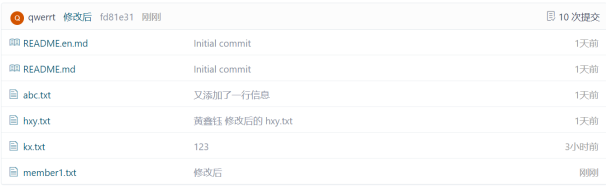 Q qwerrt 修改后 fd81e31 刚刚 10 次提交
README.en.md Initial commit 1天前
README.md Initial commit 1天前
abc.txt 又添加了一行信息 1天前
hxy.txt 黄鑫钰 修改后的 hxy.txt 1天前
kx.txt 123 3小时前
member1.txt 修改后 刚刚